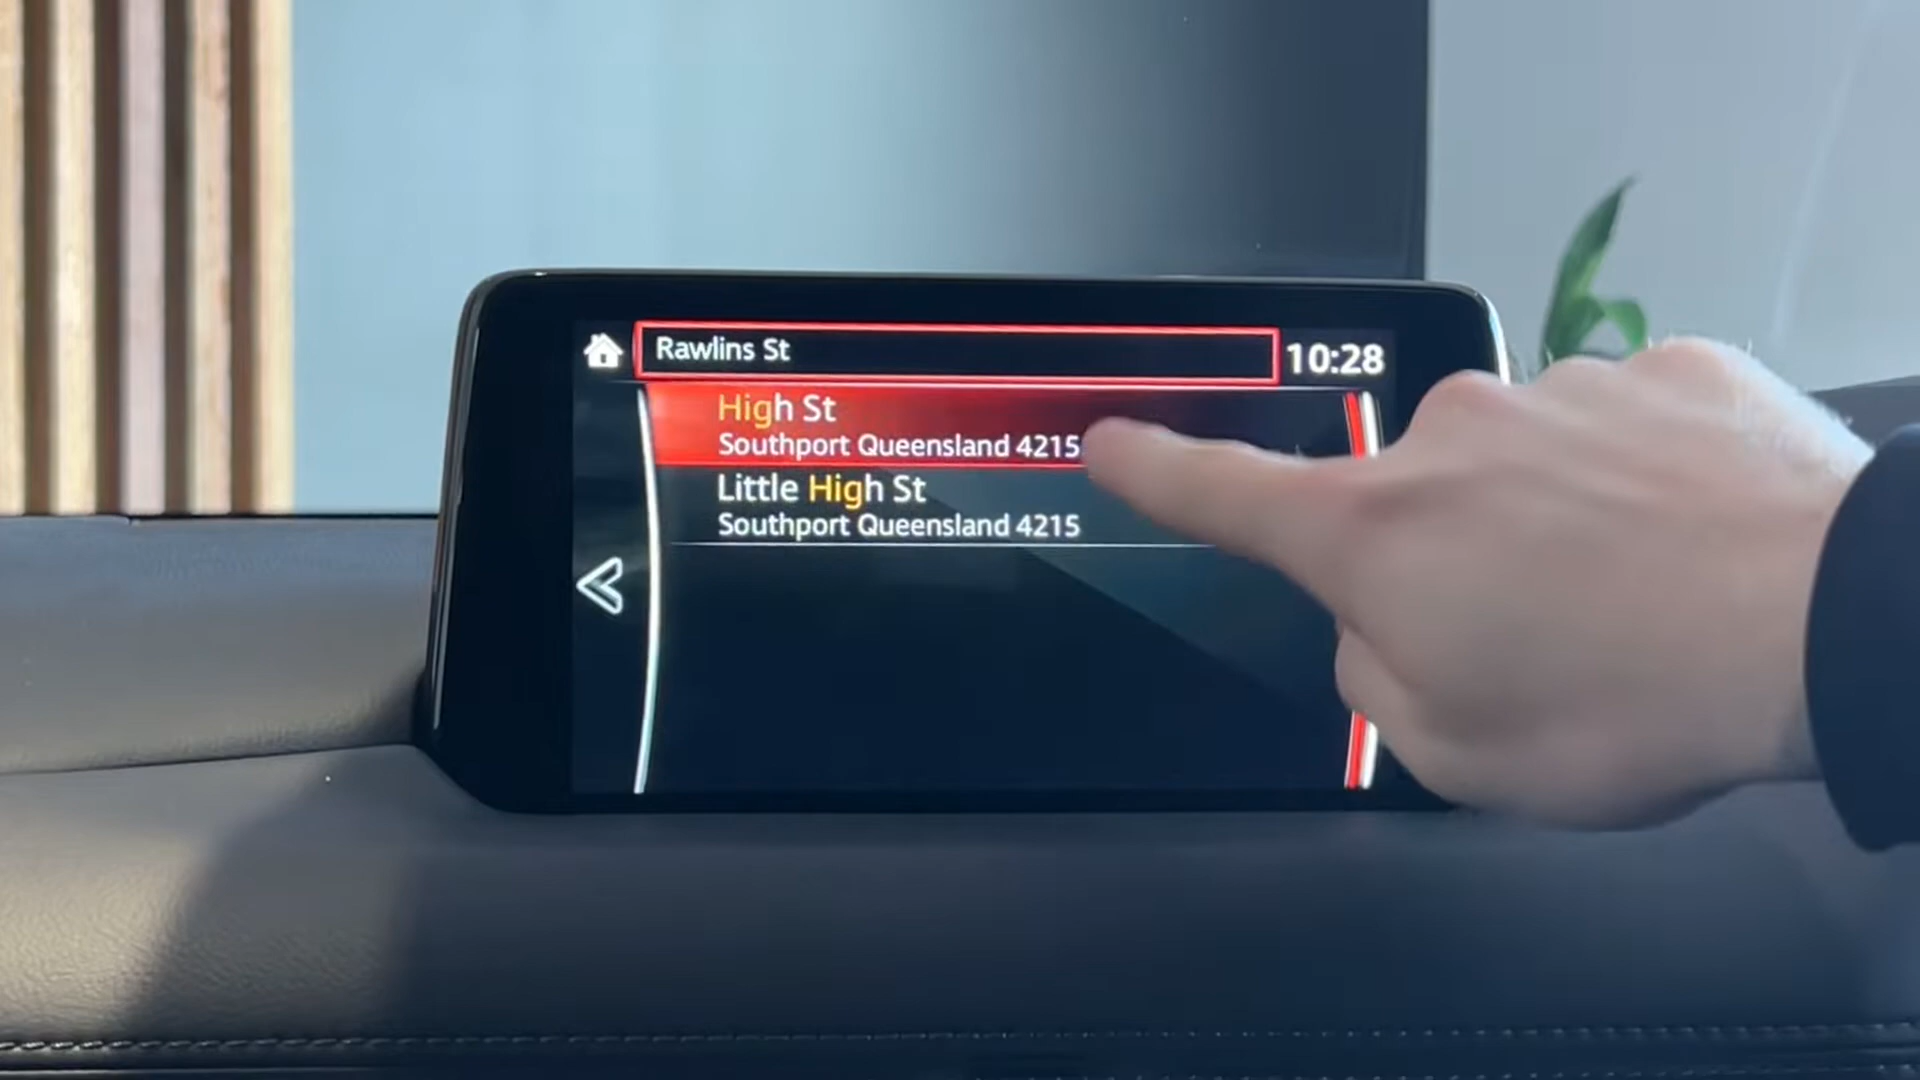 Rawlins St
10:28
High St
Southport Queensland 4215
Little High St
Southport Queensland 4215